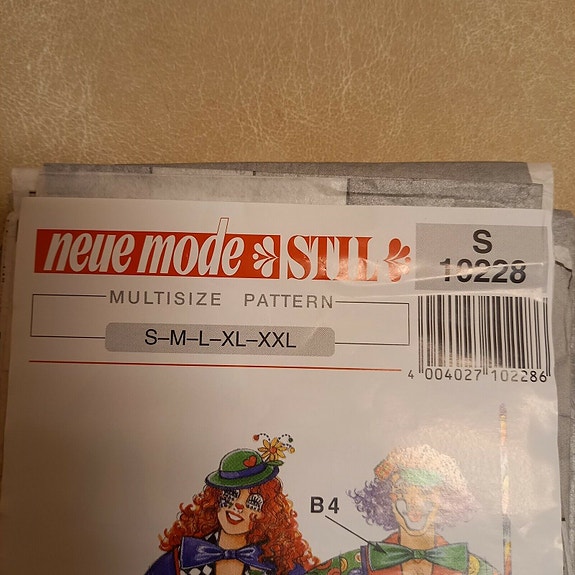 neue mode STIL
S
10228
MULTISIZE PATTERN
S–M–L–XL–XXL
4 004027 102286
B4